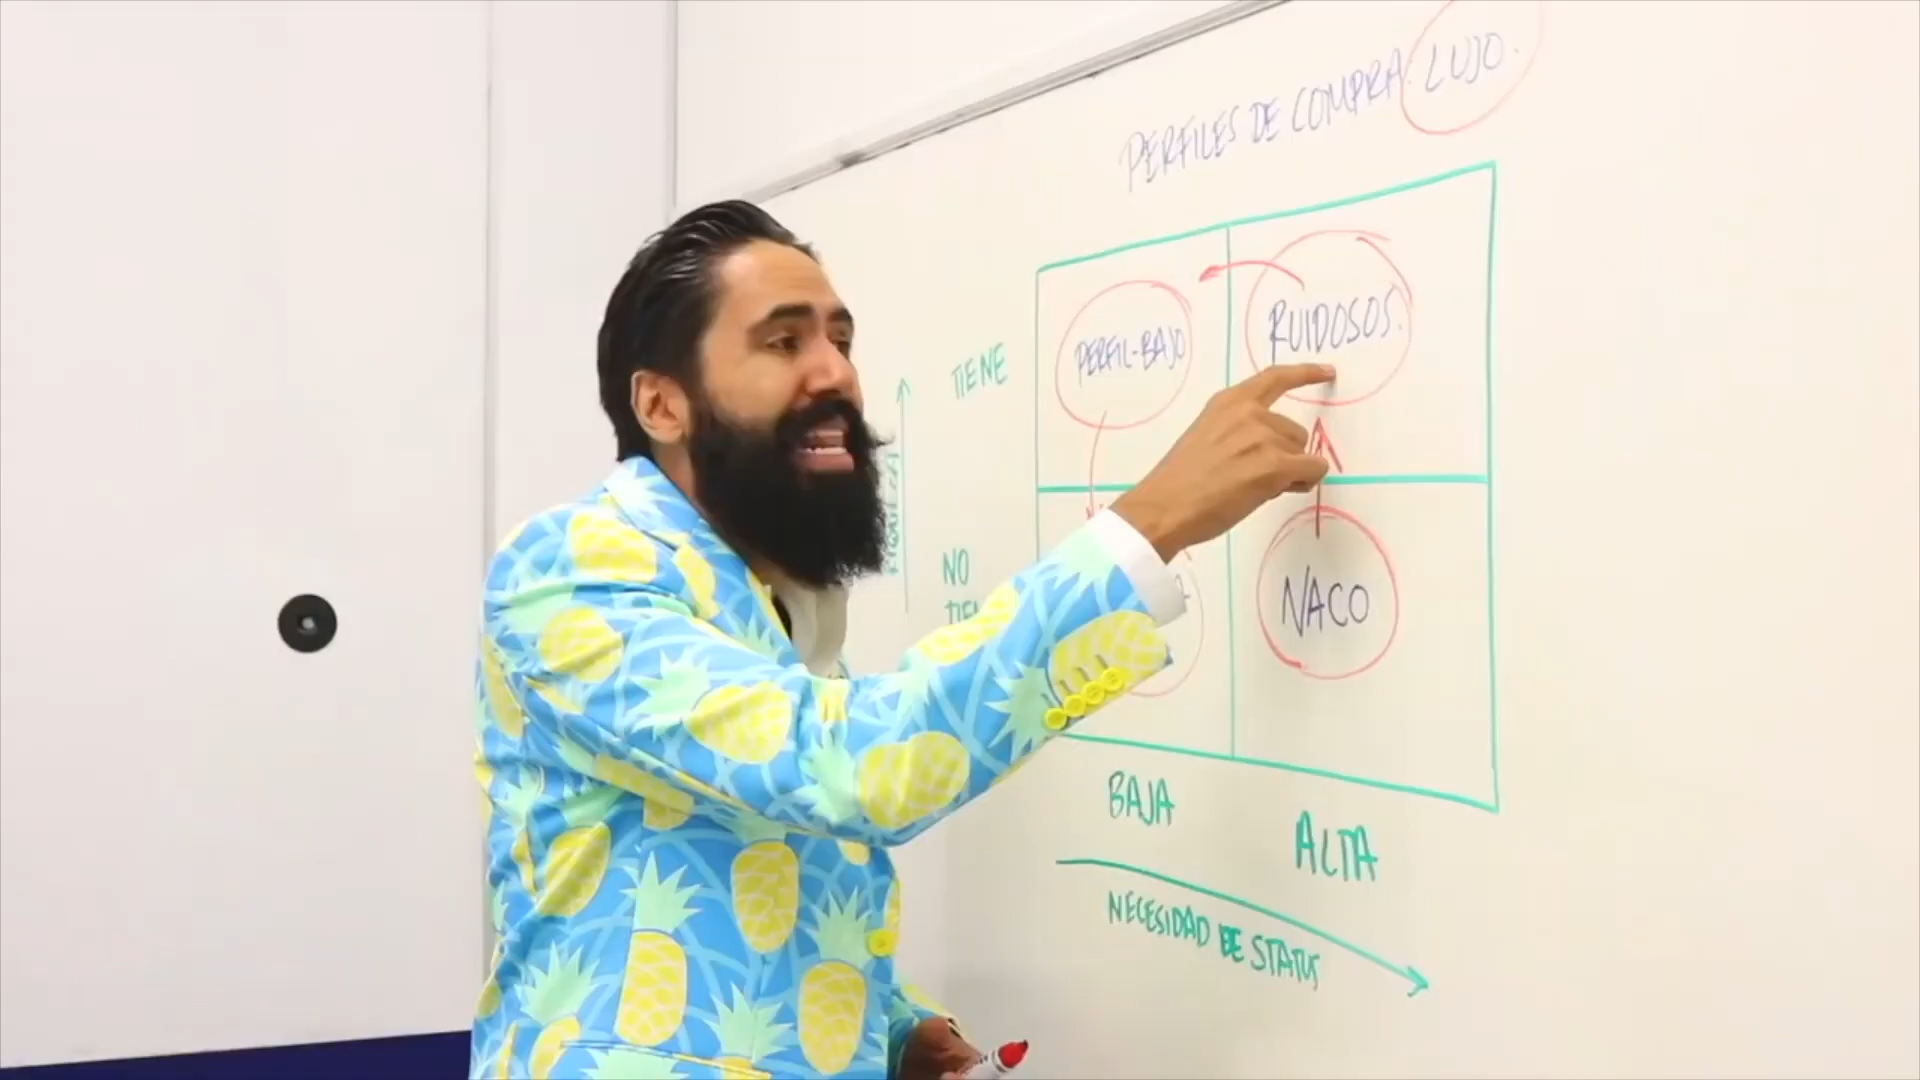 PERFILES DE COMPRA. LUJO.
PERFIL-BAJO
RUIDOSOS.
TIENE
NO
NACO
BAJA
ALTA
NECESIDAD DE STATUS